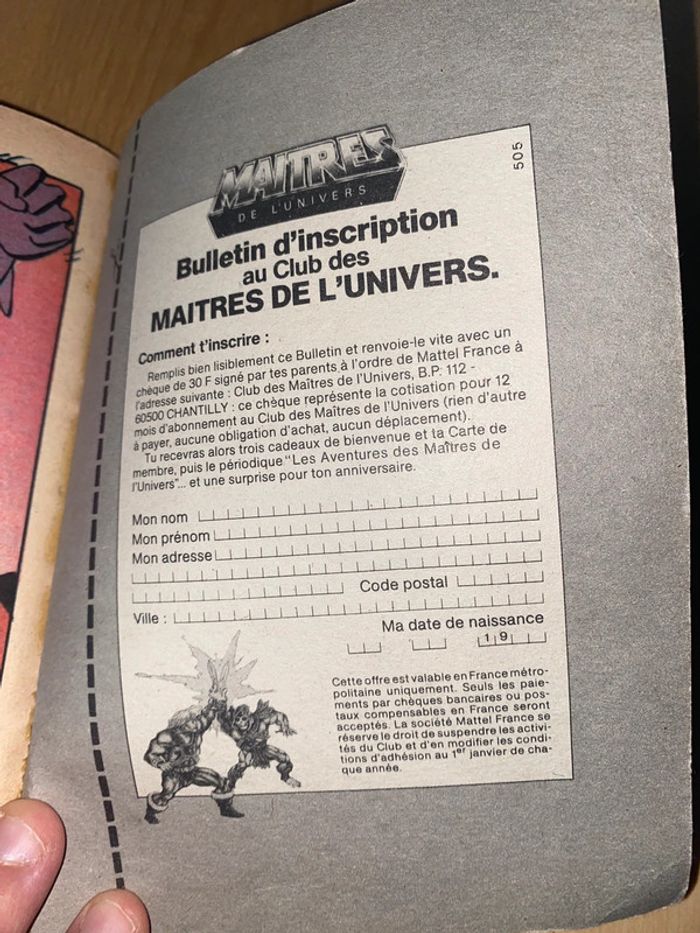 505
MAITRES
DE L'UNIVERS
Bulletin d'inscription
au Club des
MAITRES DE L'UNIVERS.
Comment t'inscrire :
Remplis bien lisiblement ce Bulletin et renvoie-le vite avec un
chèque de 30 F signé par tes parents à l'ordre de Mattel France à
l'adresse suivante : Club des Maîtres de l'Univers, B.P. 112 -
60500 CHANTILLY : ce chèque représente la cotisation pour 12
mois d'abonnement au Club des Maîtres de l'Univers (rien d'autre
à payer, aucune obligation d'achat, aucun déplacement).
Tu recevras alors trois cadeaux de bienvenue et ta Carte de
membre, puis le périodique "Les Aventures des Maîtres de
l'Univers"... et une surprise pour ton anniversaire.
Mon nom
Mon prénom
Mon adresse
Code postal
Ville :
Ma date de naissance
19
Cette offre est valable en France métro-
politaine uniquement. Seuls les paie-
ments par chèques bancaires ou pos-
taux compensables en France seront
acceptés. La société Mattel France se
réserve le droit de suspendre les activi-
tés du Club et d'en modifier les condi-
tions d'adhésion au 1er janvier de cha-
que année.